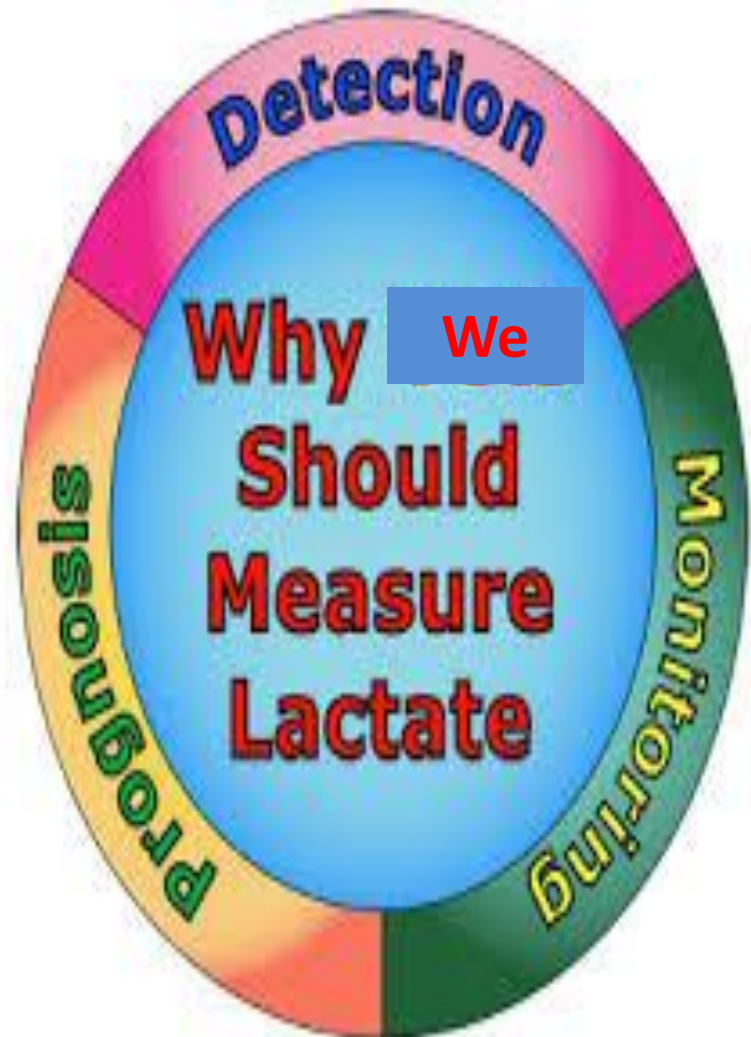 Detection
Why We
Should
Measure
Lactate
Monitoring
Prognosis